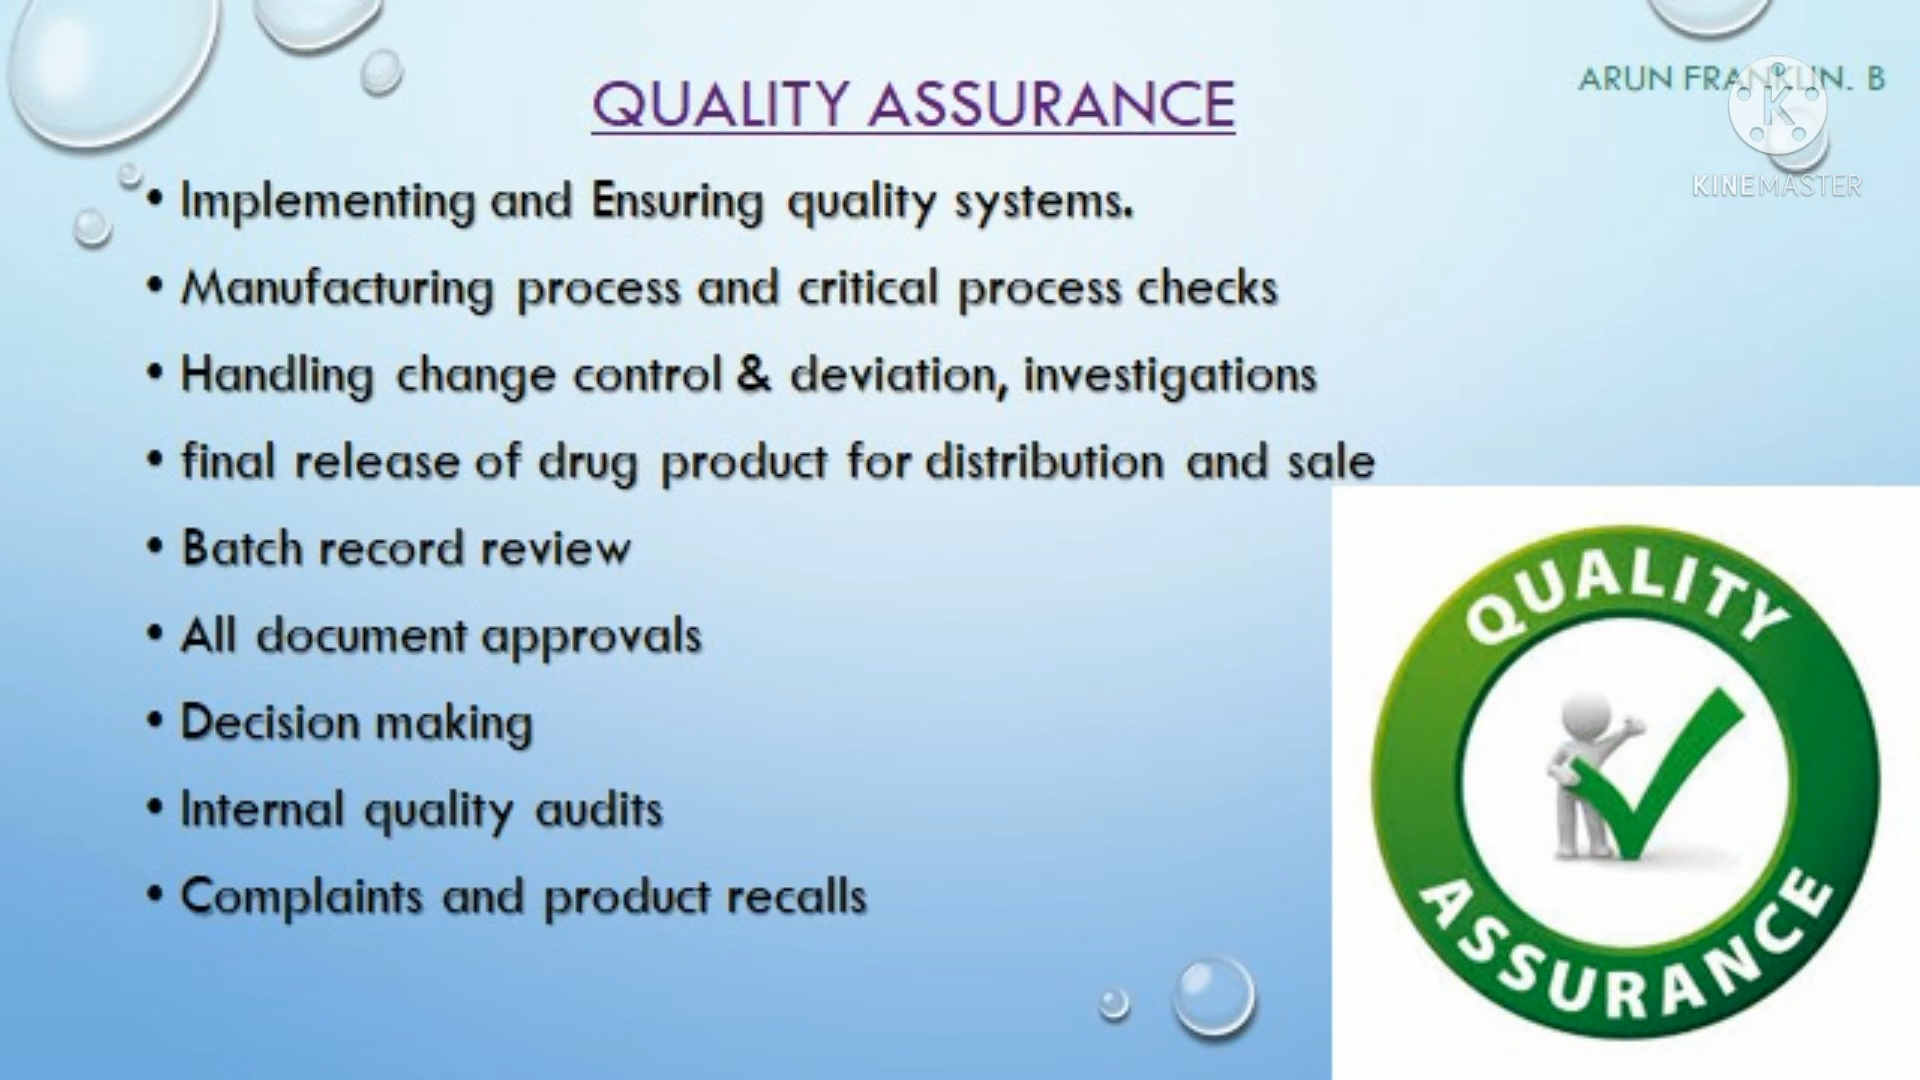 ARUN FRANKLIN. B
K
KINEMASTER
QUALITY ASSURANCE
• Implementing and Ensuring quality systems.
• Manufacturing process and critical process checks
• Handling change control & deviation, investigations
• final release of drug product for distribution and sale
• Batch record review
• All document approvals
• Decision making
• Internal quality audits
• Complaints and product recalls
QUALITY
ASSURANCE